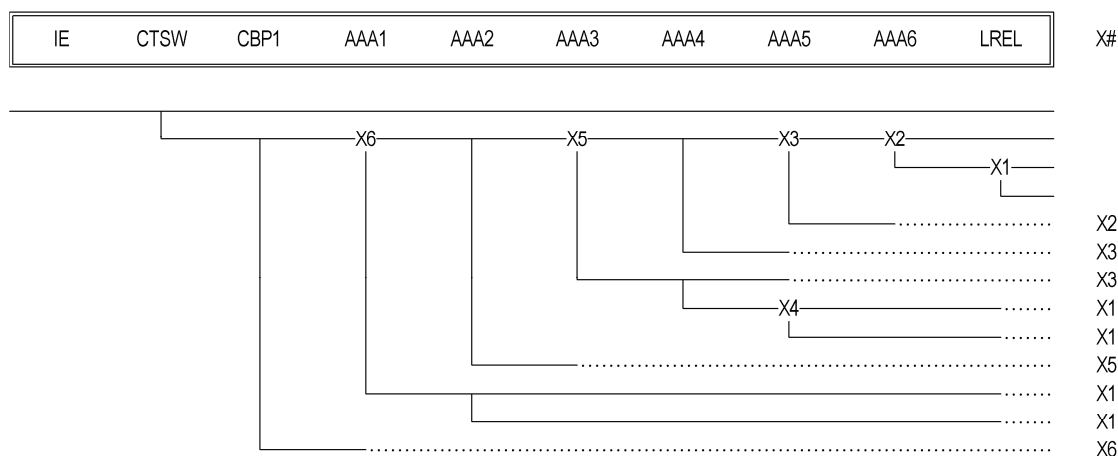 IE CTSW CBP1 AAA1 AAA2 AAA3 AAA4 AAA5 AAA6 LREL X#
X6 X5 X3 X2
X1
X2
X3
X3
X4 X1
X1
X5
X1
X1
X6